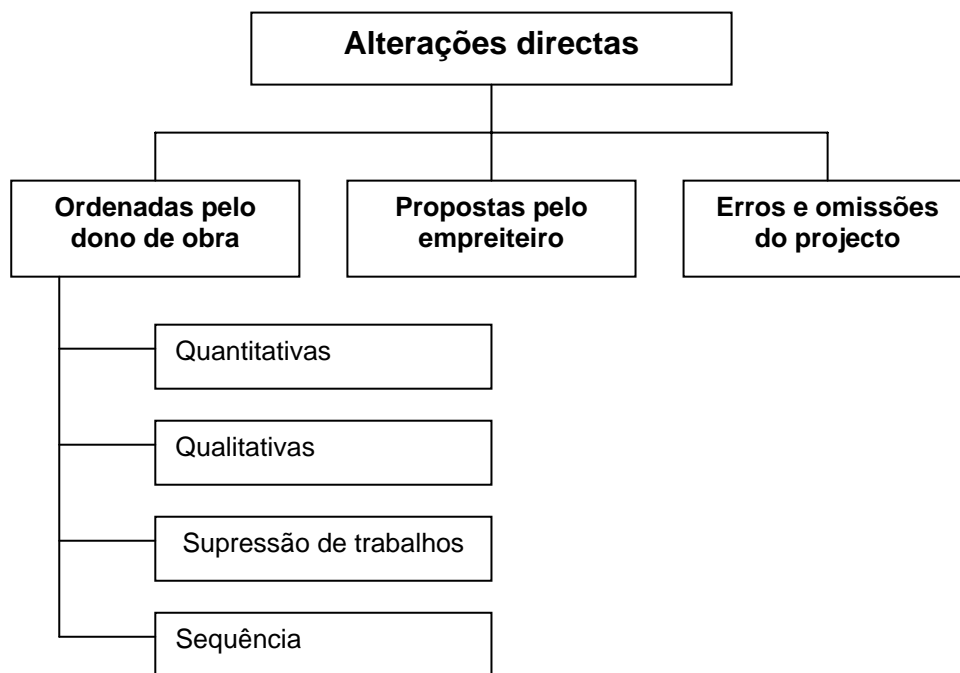 Alterações directas
Ordenadas pelo
dono de obra
Propostas pelo
empreiteiro
Erros e omissões
do projecto
Quantitativas
Qualitativas
Supressão de trabalhos
Sequência